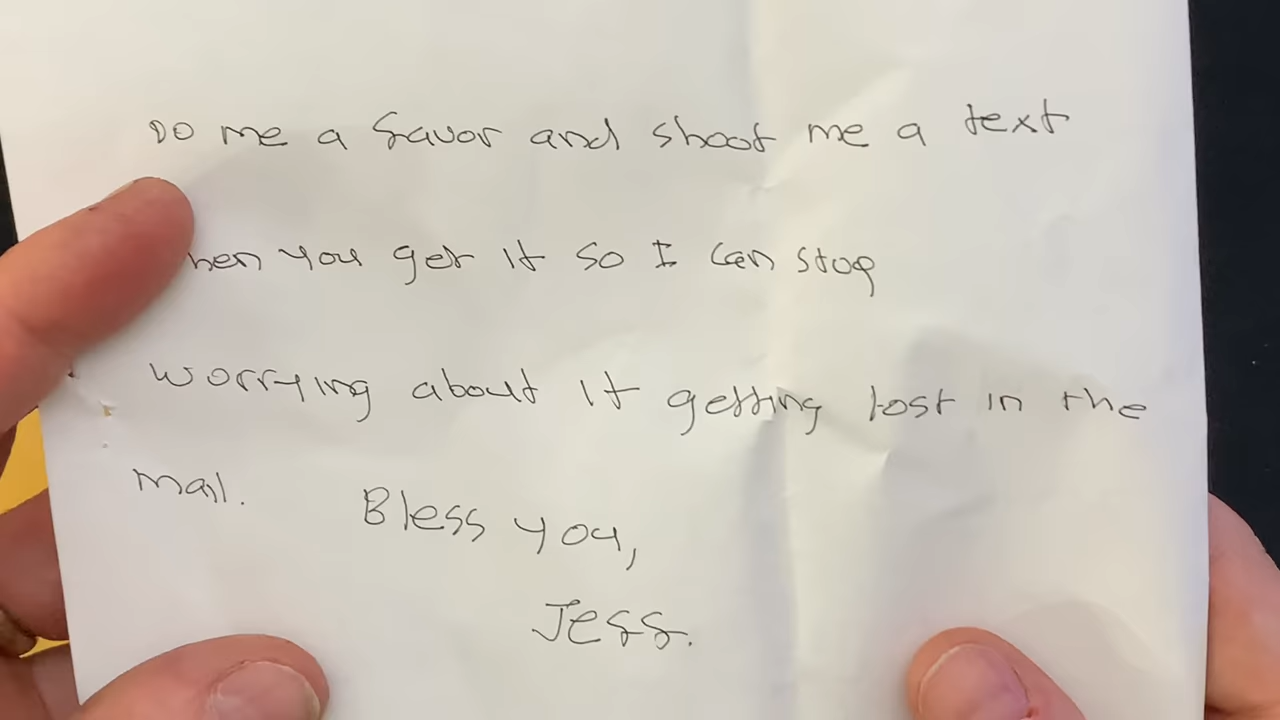 Do me a favor and shoot me a text
when you get it so I can stop
worrying about it getting lost in the
mail. Bless you,
Jess.